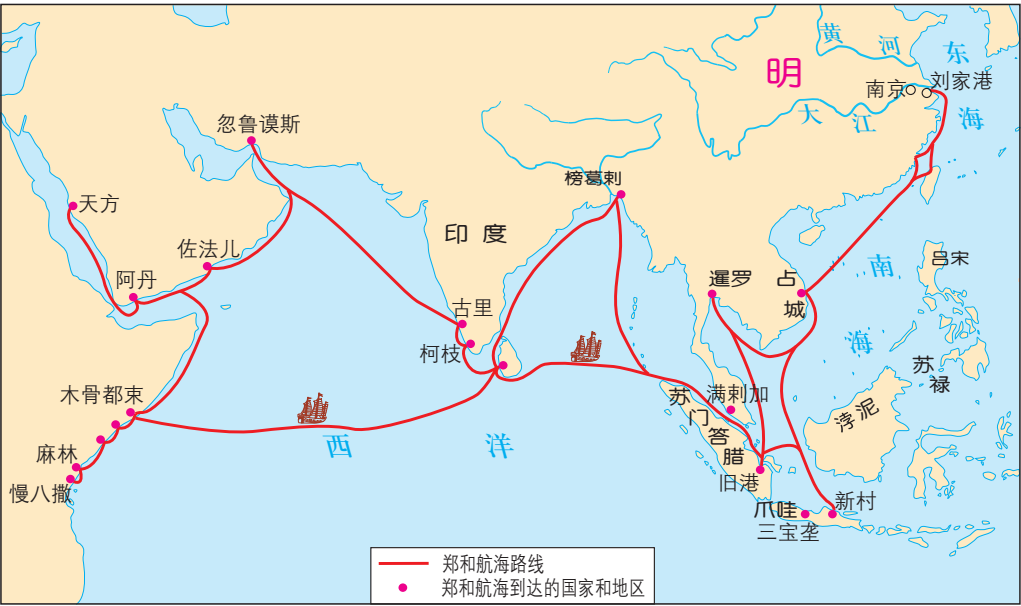 黄河
东海
明
南京
刘家港
大江
忽鲁谟斯
榜葛剌
天方
印度
佐法儿
阿丹
暹罗
占城
南海
吕宋
古里
柯枝
苏禄
木骨都束
苏门答腊
满剌加
浡泥
麻林
西洋
旧港
慢八撒
爪哇
新村
三宝垄
郑和航海路线
郑和航海到达的国家和地区